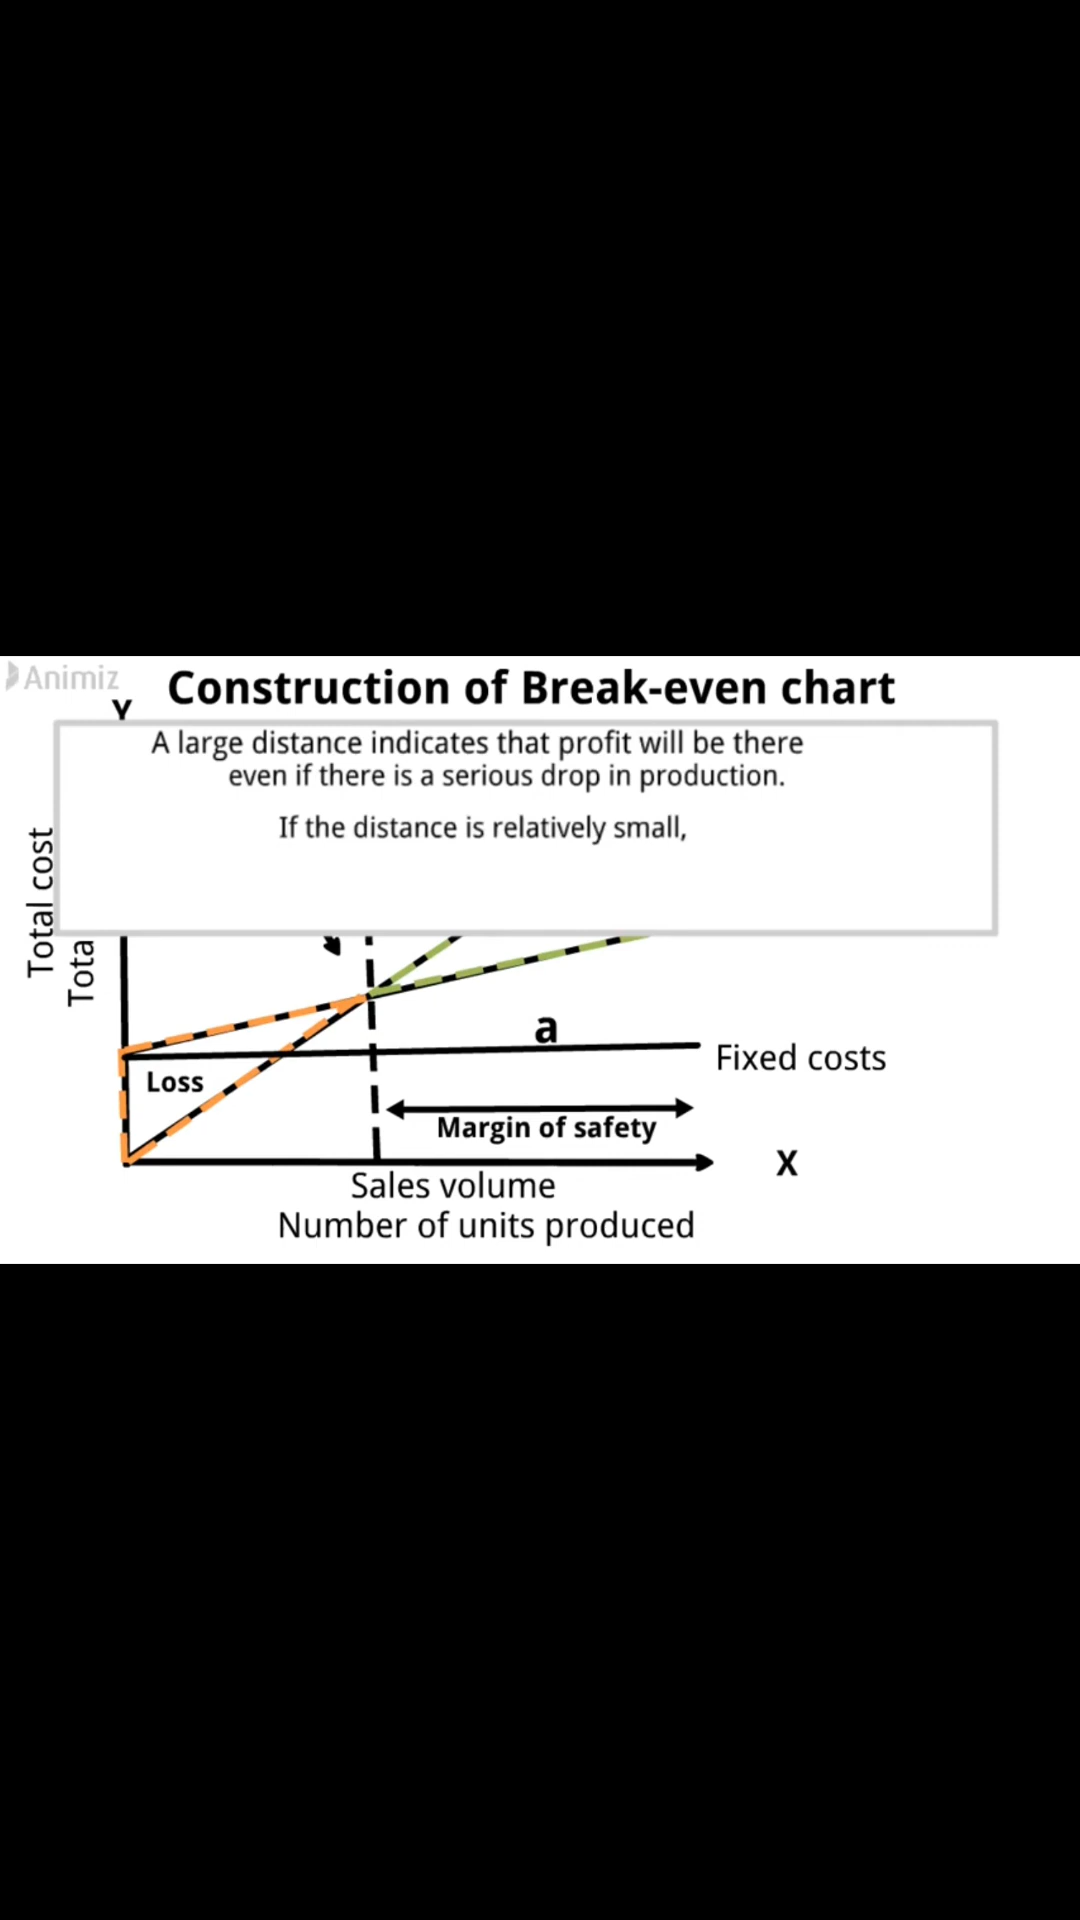 Animiz
Construction of Break-even chart
Y
A large distance indicates that profit will be there
even if there is a serious drop in production.
If the distance is relatively small,
Total cost
Tota
a
Fixed costs
Loss
Margin of safety
X
Sales volume
Number of units produced